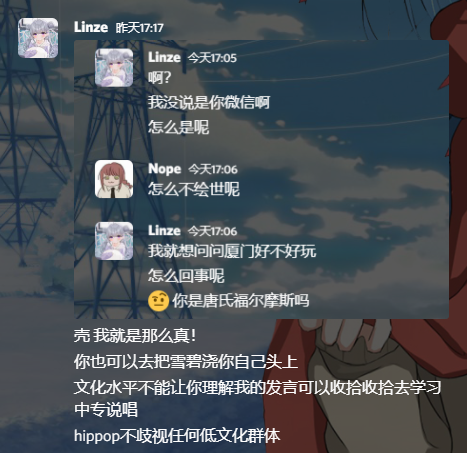 Linze 昨天17:17
Linze 今天17:05
啊?
我没说是你微信啊
怎么是呢
Nope 今天17:06
怎么不绘世呢
Linze 今天17:06
我就想问问厦门好不好玩
怎么回事呢
🤨 你是唐氏福尔摩斯吗
壳 我就是那么真!
你也可以去把雪碧浇你自己头上
文化水平不能让你理解我的发言可以收拾收拾去学习
中专说唱
hippop不歧视任何低文化群体